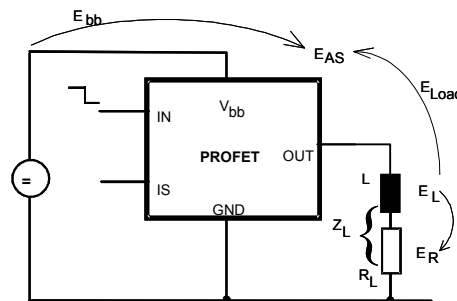 E_bb
E_AS
E_Load
V_bb
IN
PROFET
OUT
=
IS
GND
L
E_L
Z_L {
R_L
E_R